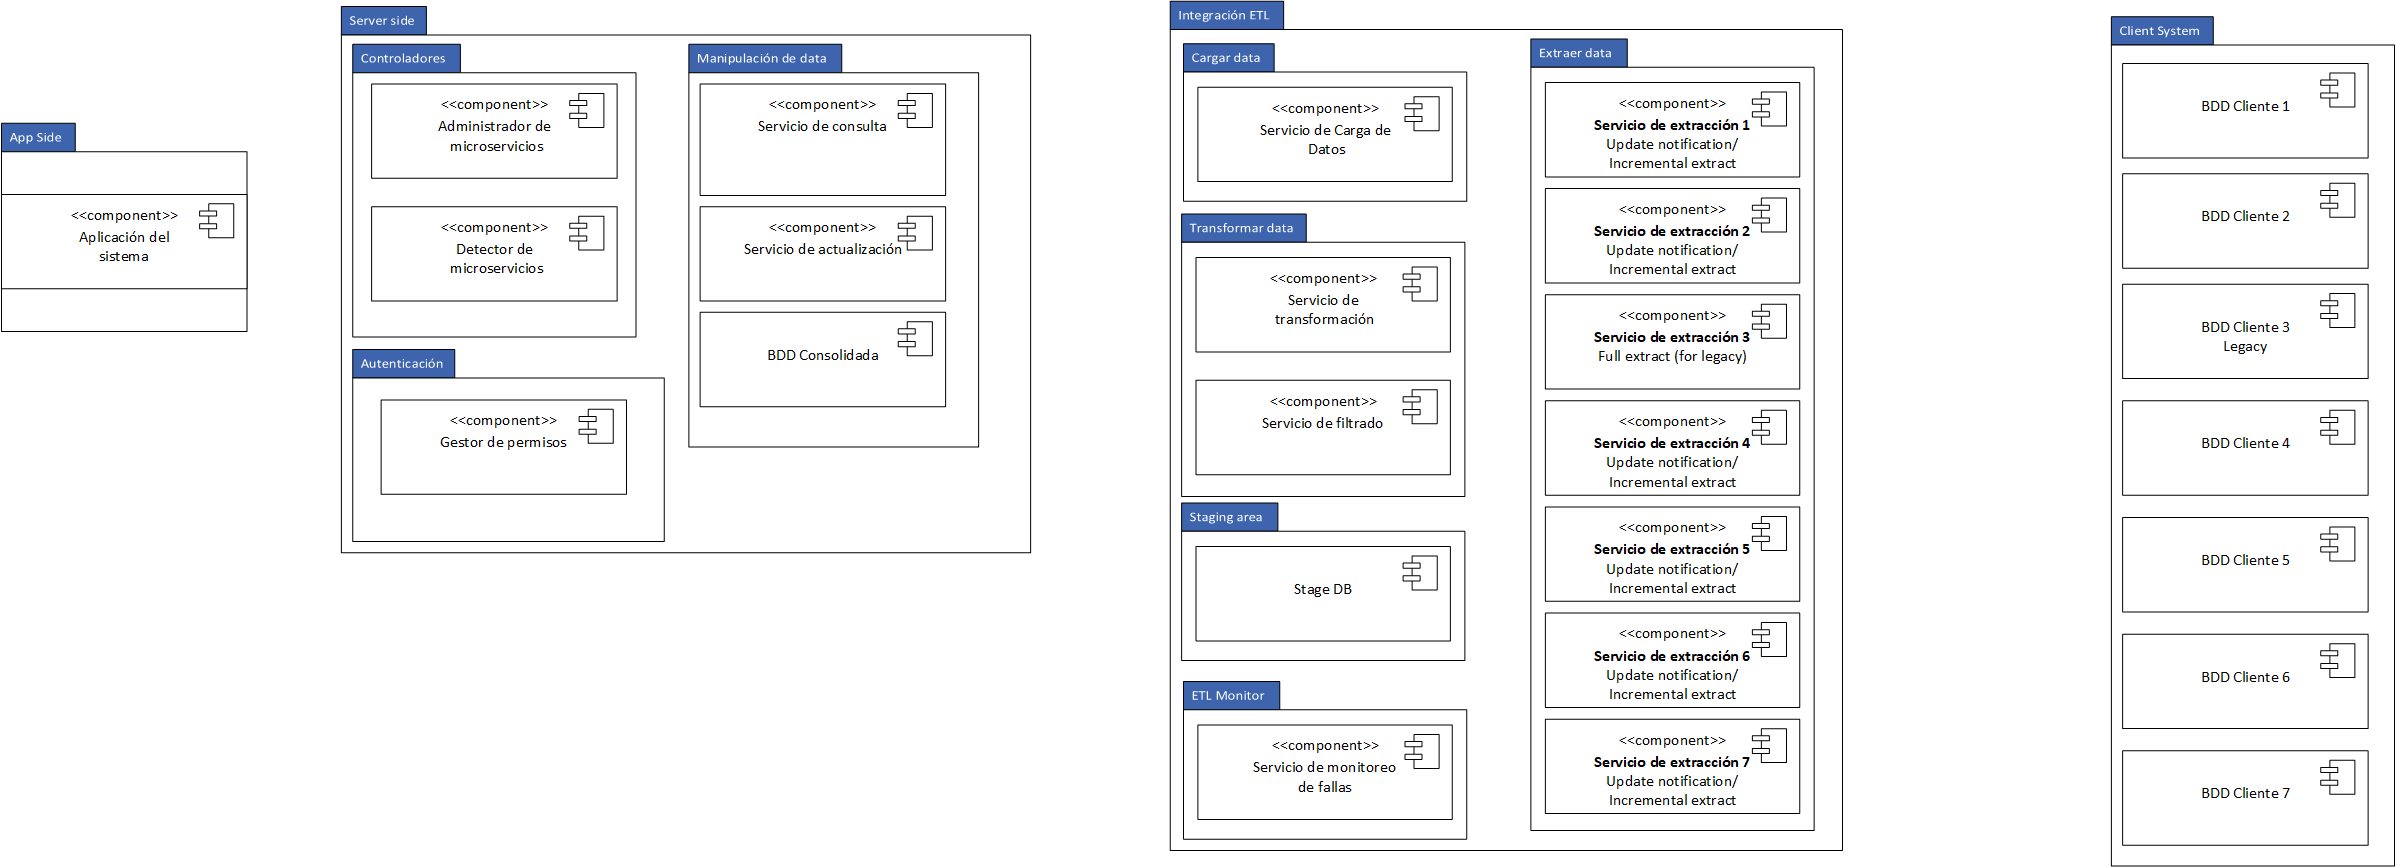 App Side
<<component>>
Aplicación del
sistema
Server side
Controladores
<<component>>
Administrador de
microservicios
<<component>>
Detector de
microservicios
Autenticación
<<component>>
Gestor de permisos
Manipulación de data
<<component>>
Servicio de consulta
<<component>>
Servicio de actualización
BDD Consolidada
Integración ETL
Cargar data
<<component>>
Servicio de Carga de
Datos
Transformar data
<<component>>
Servicio de
transformación
<<component>>
Servicio de filtrado
Staging area
Stage DB
ETL Monitor
<<component>>
Servicio de monitoreo
de fallas
Extraer data
<<component>>
Servicio de extracción 1
Update notification/
Incremental extract
<<component>>
Servicio de extracción 2
Update notification/
Incremental extract
<<component>>
Servicio de extracción 3
Full extract (for legacy)
<<component>>
Servicio de extracción 4
Update notification/
Incremental extract
<<component>>
Servicio de extracción 5
Update notification/
Incremental extract
<<component>>
Servicio de extracción 6
Update notification/
Incremental extract
<<component>>
Servicio de extracción 7
Update notification/
Incremental extract
Client System
BDD Cliente 1
BDD Cliente 2
BDD Cliente 3
Legacy
BDD Cliente 4
BDD Cliente 5
BDD Cliente 6
BDD Cliente 7